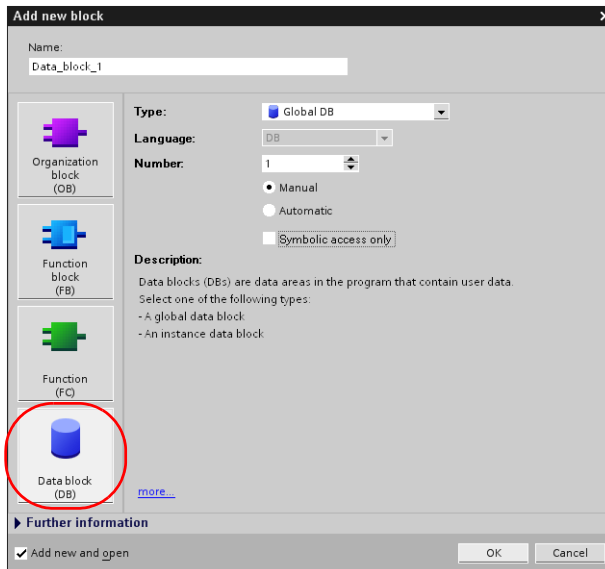 Add new block
Name:
Data_block_1
Organization
block
(OB)
Function
block
(FB)
Function
(FC)
Data block
(DB)
Type:
Global DB
Language:
DB
Number:
1
Manual
Automatic
Symbolic access only
Description:
Data blocks (DBs) are data areas in the program that contain user data.
Select one of the following types:
- A global data block
- An instance data block
more...
Further information
Add new and open
OK
Cancel